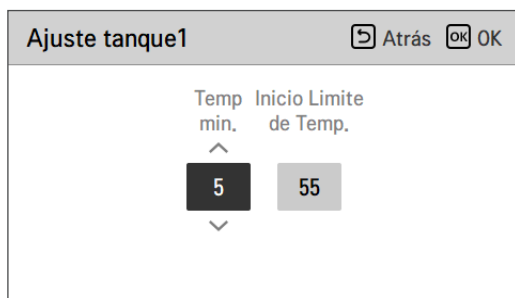 Ajuste tanque1 Atrás OK OK
Temp Inicio Limite
min. de Temp.
5 55